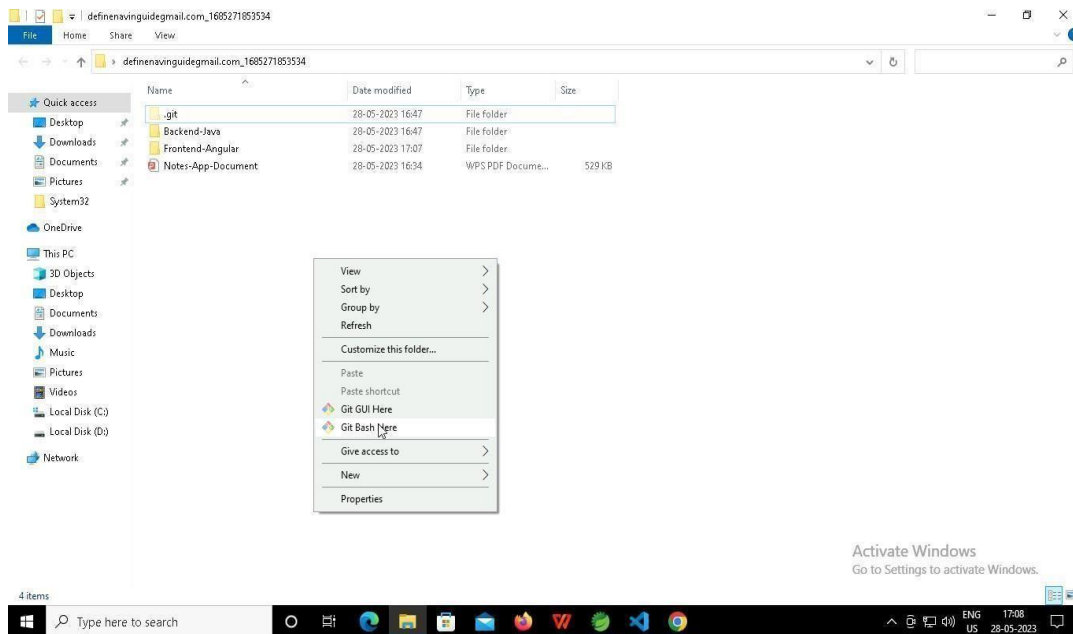 definenavinguidegmail.com_1685271853534
File Home Share View
definenavinguidegmail.com_1685271853534
Name Date modified Type Size
.git 28-05-2023 16:47 File folder
Backend-Java 28-05-2023 16:47 File folder
Frontend-Angular 28-05-2023 17:07 File folder
Notes-App-Document 28-05-2023 16:34 WPS PDF Docume... 529 KB
Quick access
Desktop
Downloads
Documents
Pictures
System32
OneDrive
This PC
3D Objects
Desktop
Documents
Downloads
Music
Pictures
Videos
Local Disk (C:)
Local Disk (D:)
Network
View
Sort by
Group by
Refresh
Customize this folder...
Paste
Paste shortcut
Git GUI Here
Git Bash Here
Give access to
New
Properties
Activate Windows
Go to Settings to activate Windows.
4 items
Type here to search
ENG 17:08
US 28-05-2023